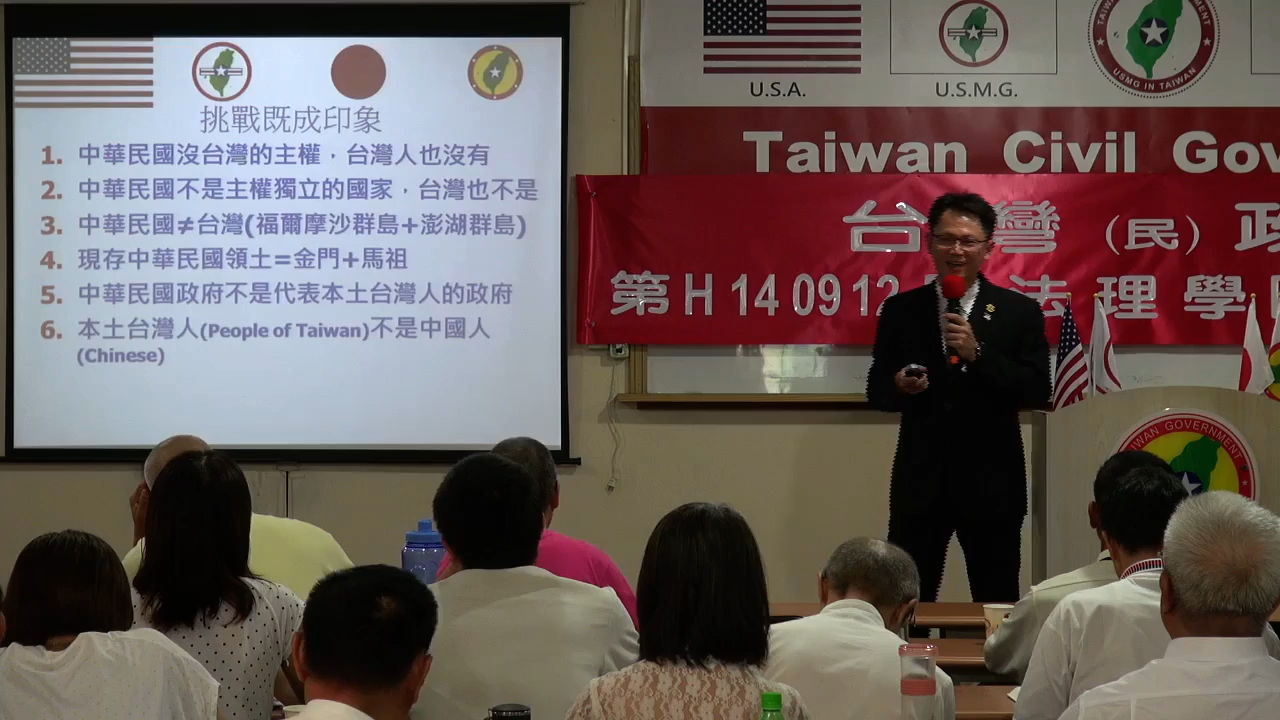 挑戰既成印象
1. 中華民國沒台灣的主權，台灣人也沒有
2. 中華民國不是主權獨立的國家，台灣也不是
3. 中華民國≠台灣(福爾摩沙群島+澎湖群島)
4. 現存中華民國領土=金門+馬祖
5. 中華民國政府不是代表本土台灣人的政府
6. 本土台灣人(People of Taiwan)不是中國人
(Chinese)
U.S.A.
U.S.M.G.
USMG IN TAIWAN
Taiwan Civil Gov
台灣（民）政
第H 14 09 12
法理學
TAIWAN GOVERNMENT